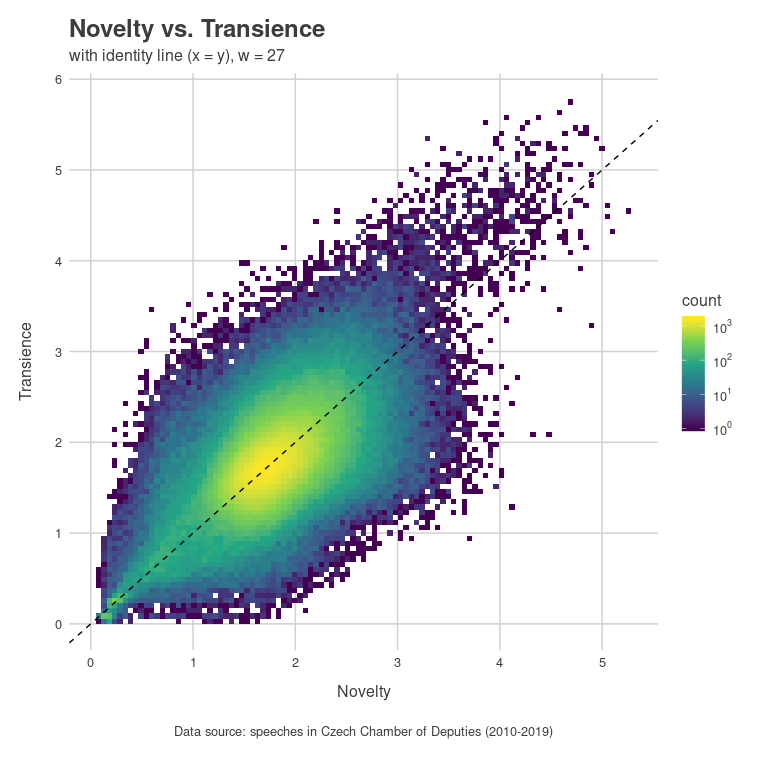 Novelty vs. Transience
with identity line (x = y), w = 27
6
5
4
3
2
1
0
Transience
0 1 2 3 4 5
Novelty
count
10³
10²
10¹
10⁰
Data source: speeches in Czech Chamber of Deputies (2010-2019)